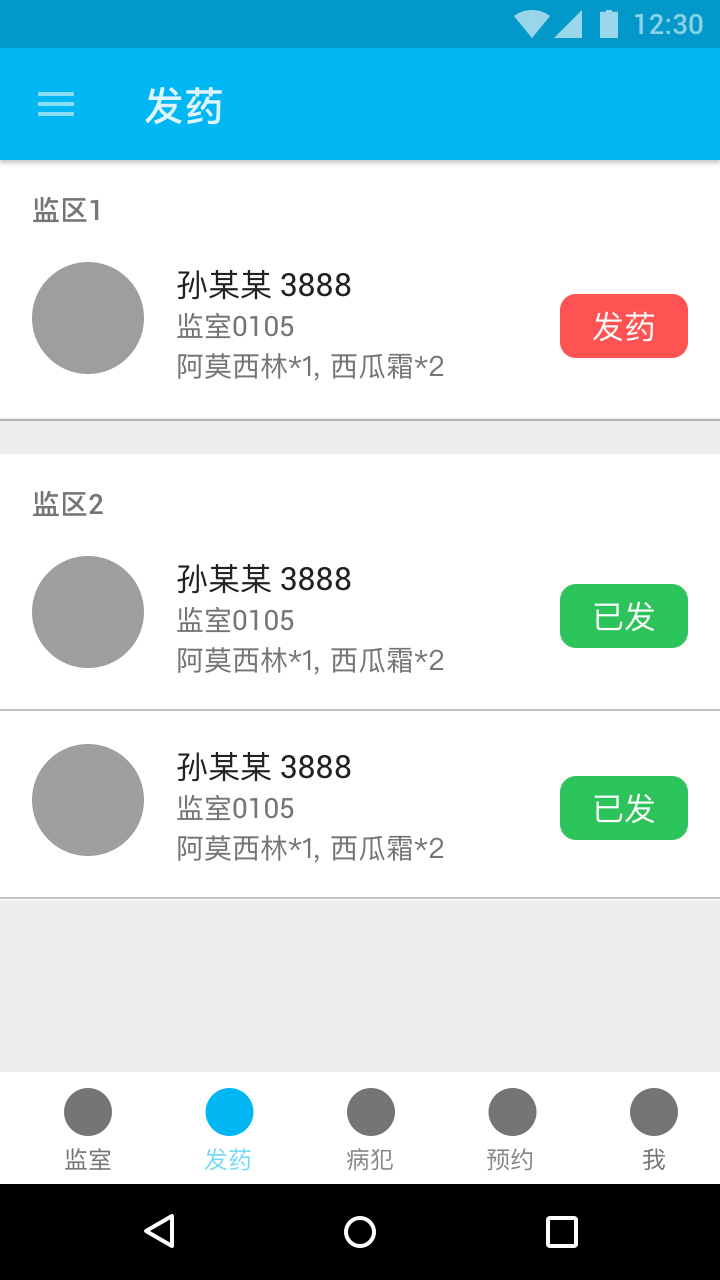 12:30
发药
监区1
孙某某 3888
监室0105
阿莫西林*1, 西瓜霜*2
发药
监区2
孙某某 3888
监室0105
阿莫西林*1, 西瓜霜*2
已发
孙某某 3888
监室0105
阿莫西林*1, 西瓜霜*2
已发
监室 发药 病犯 预约 我